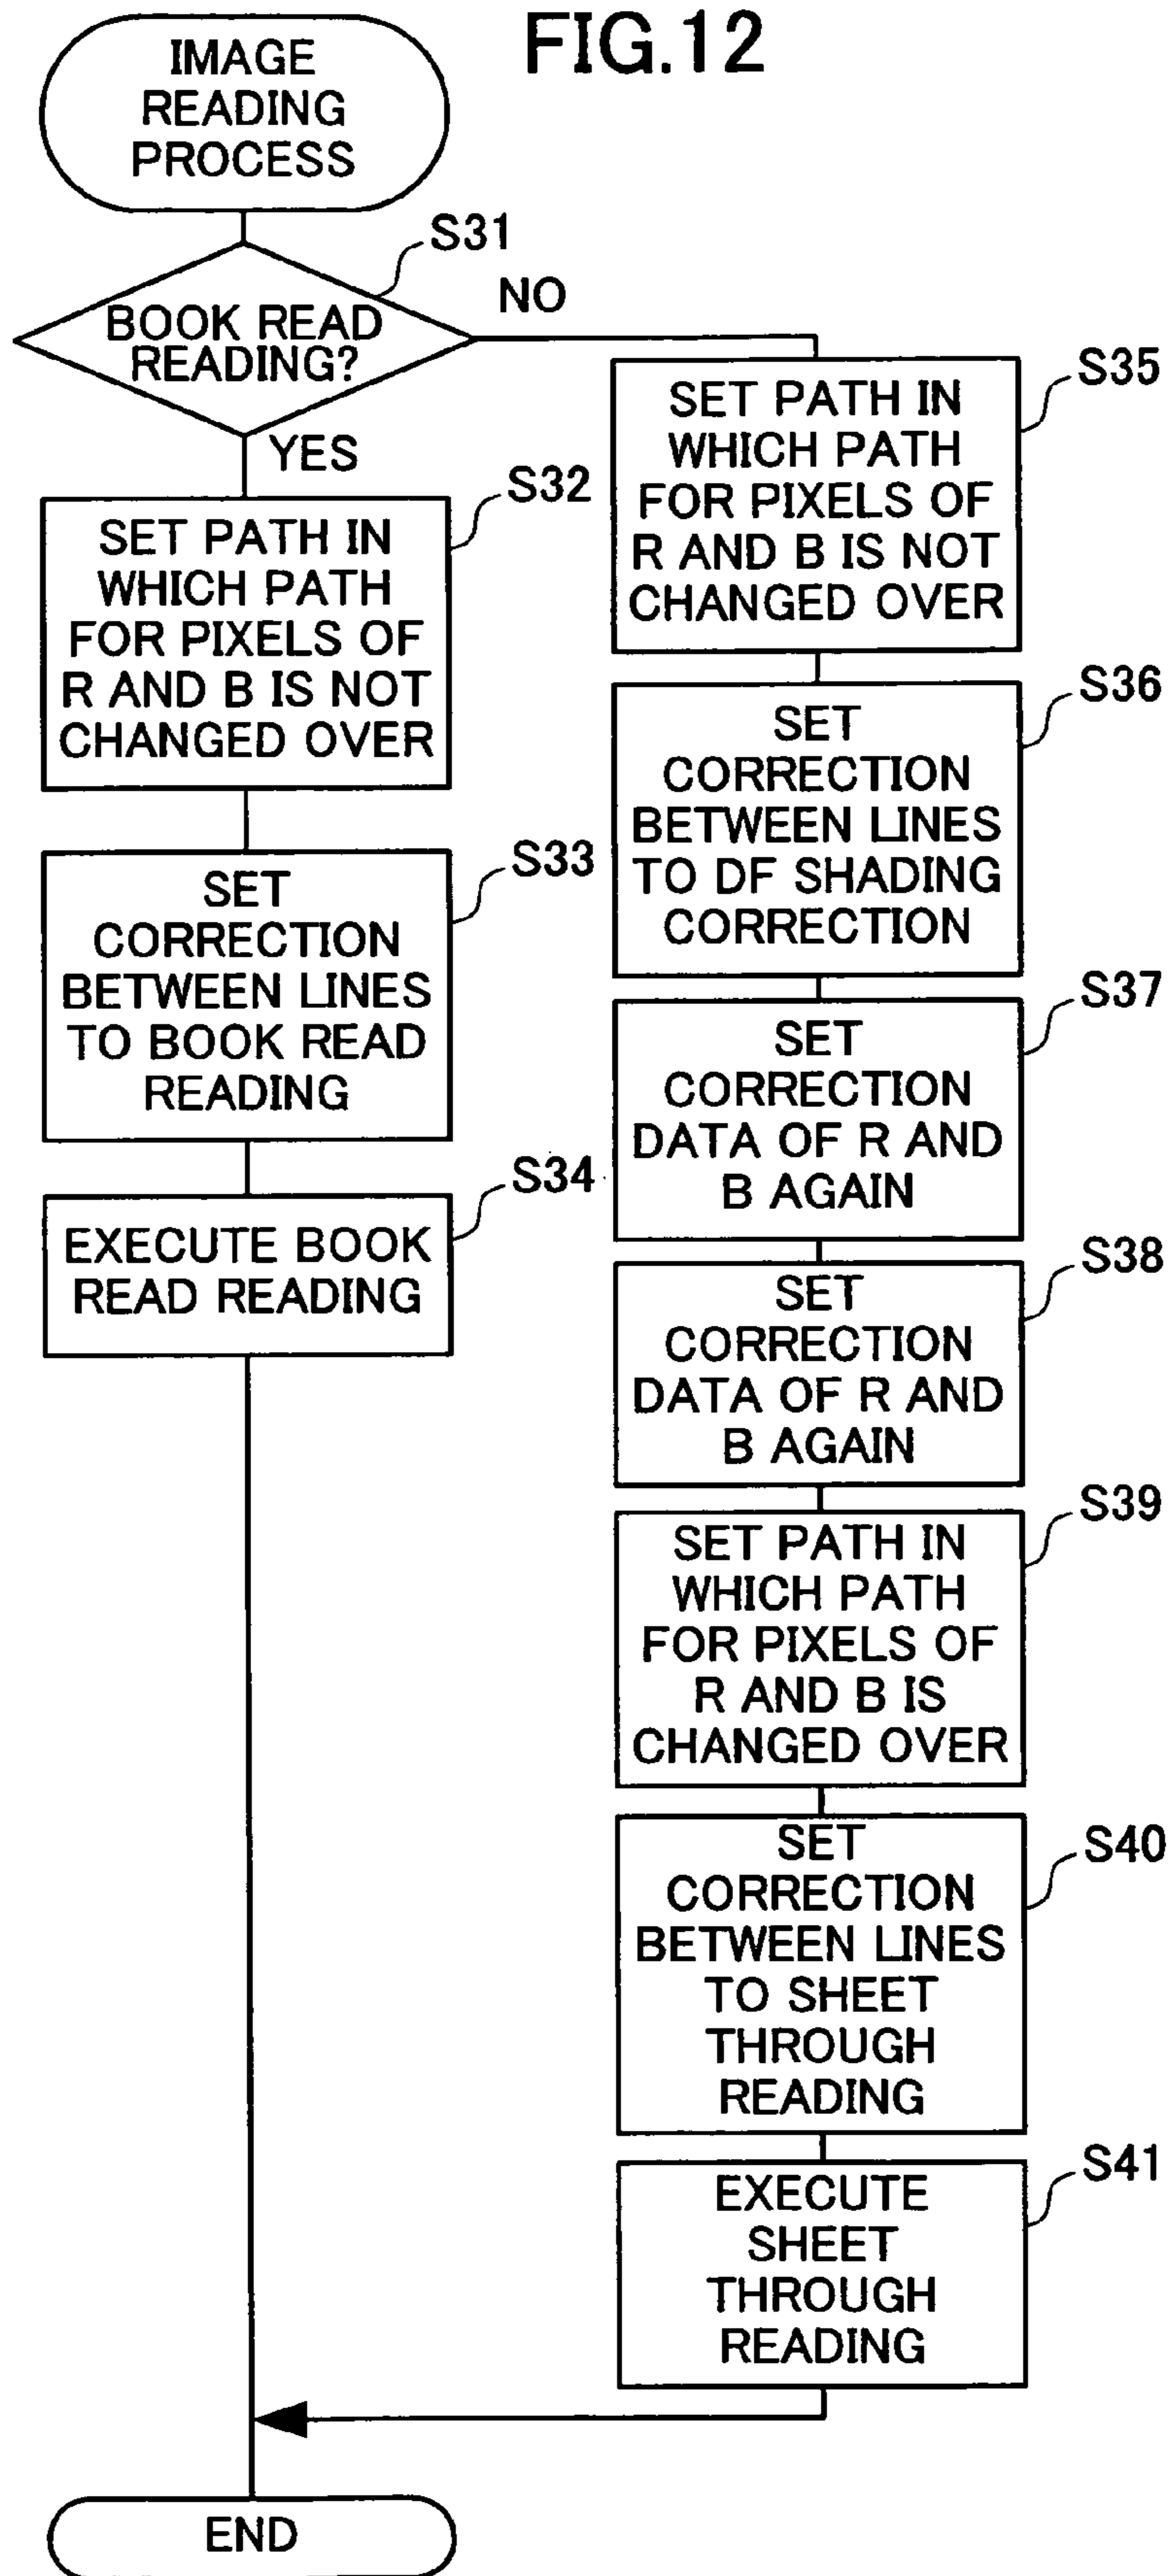 FIG.12
IMAGE
READING
PROCESS
S31
BOOK READ
READING?
NO
YES
S32
SET PATH IN
WHICH PATH
FOR PIXELS OF
R AND B IS NOT
CHANGED OVER
S33
SET
CORRECTION
BETWEEN LINES
TO BOOK READ
READING
S34
EXECUTE BOOK
READ READING
S35
SET PATH IN
WHICH PATH
FOR PIXELS OF
R AND B IS NOT
CHANGED OVER
S36
SET
CORRECTION
BETWEEN LINES
TO DF SHADING
CORRECTION
S37
SET
CORRECTION
DATA OF R AND
B AGAIN
S38
SET
CORRECTION
DATA OF R AND
B AGAIN
S39
SET PATH IN
WHICH PATH
FOR PIXELS OF
R AND B IS
CHANGED OVER
S40
SET
CORRECTION
BETWEEN LINES
TO SHEET
THROUGH
READING
S41
EXECUTE
SHEET
THROUGH
READING
END